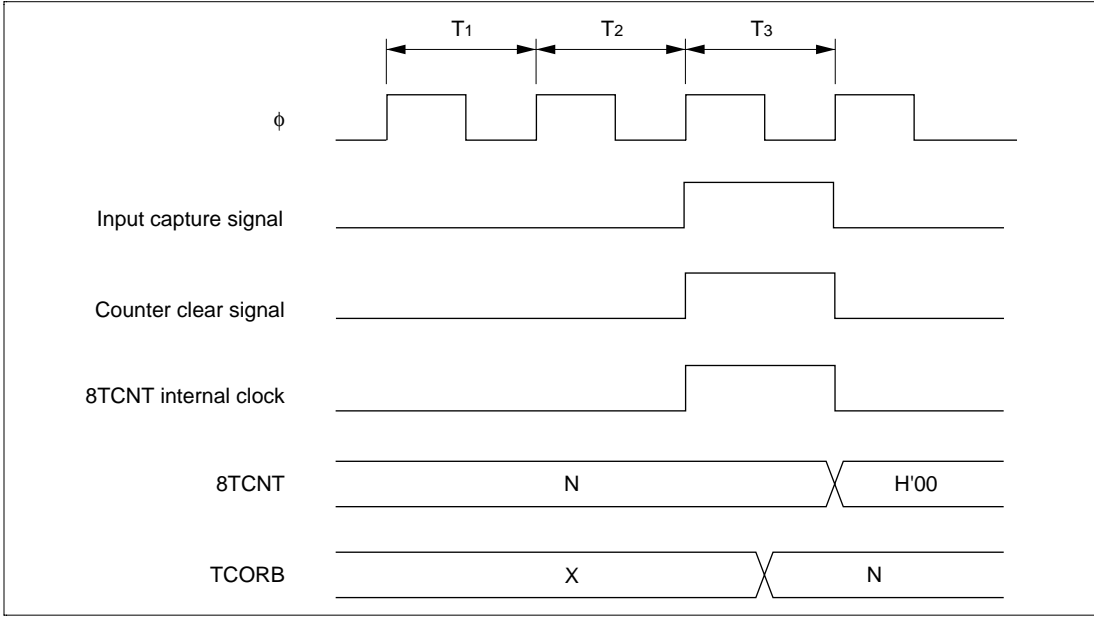 T1 T2 T3
φ
Input capture signal
Counter clear signal
8TCNT internal clock
8TCNT N H'00
TCORB X N